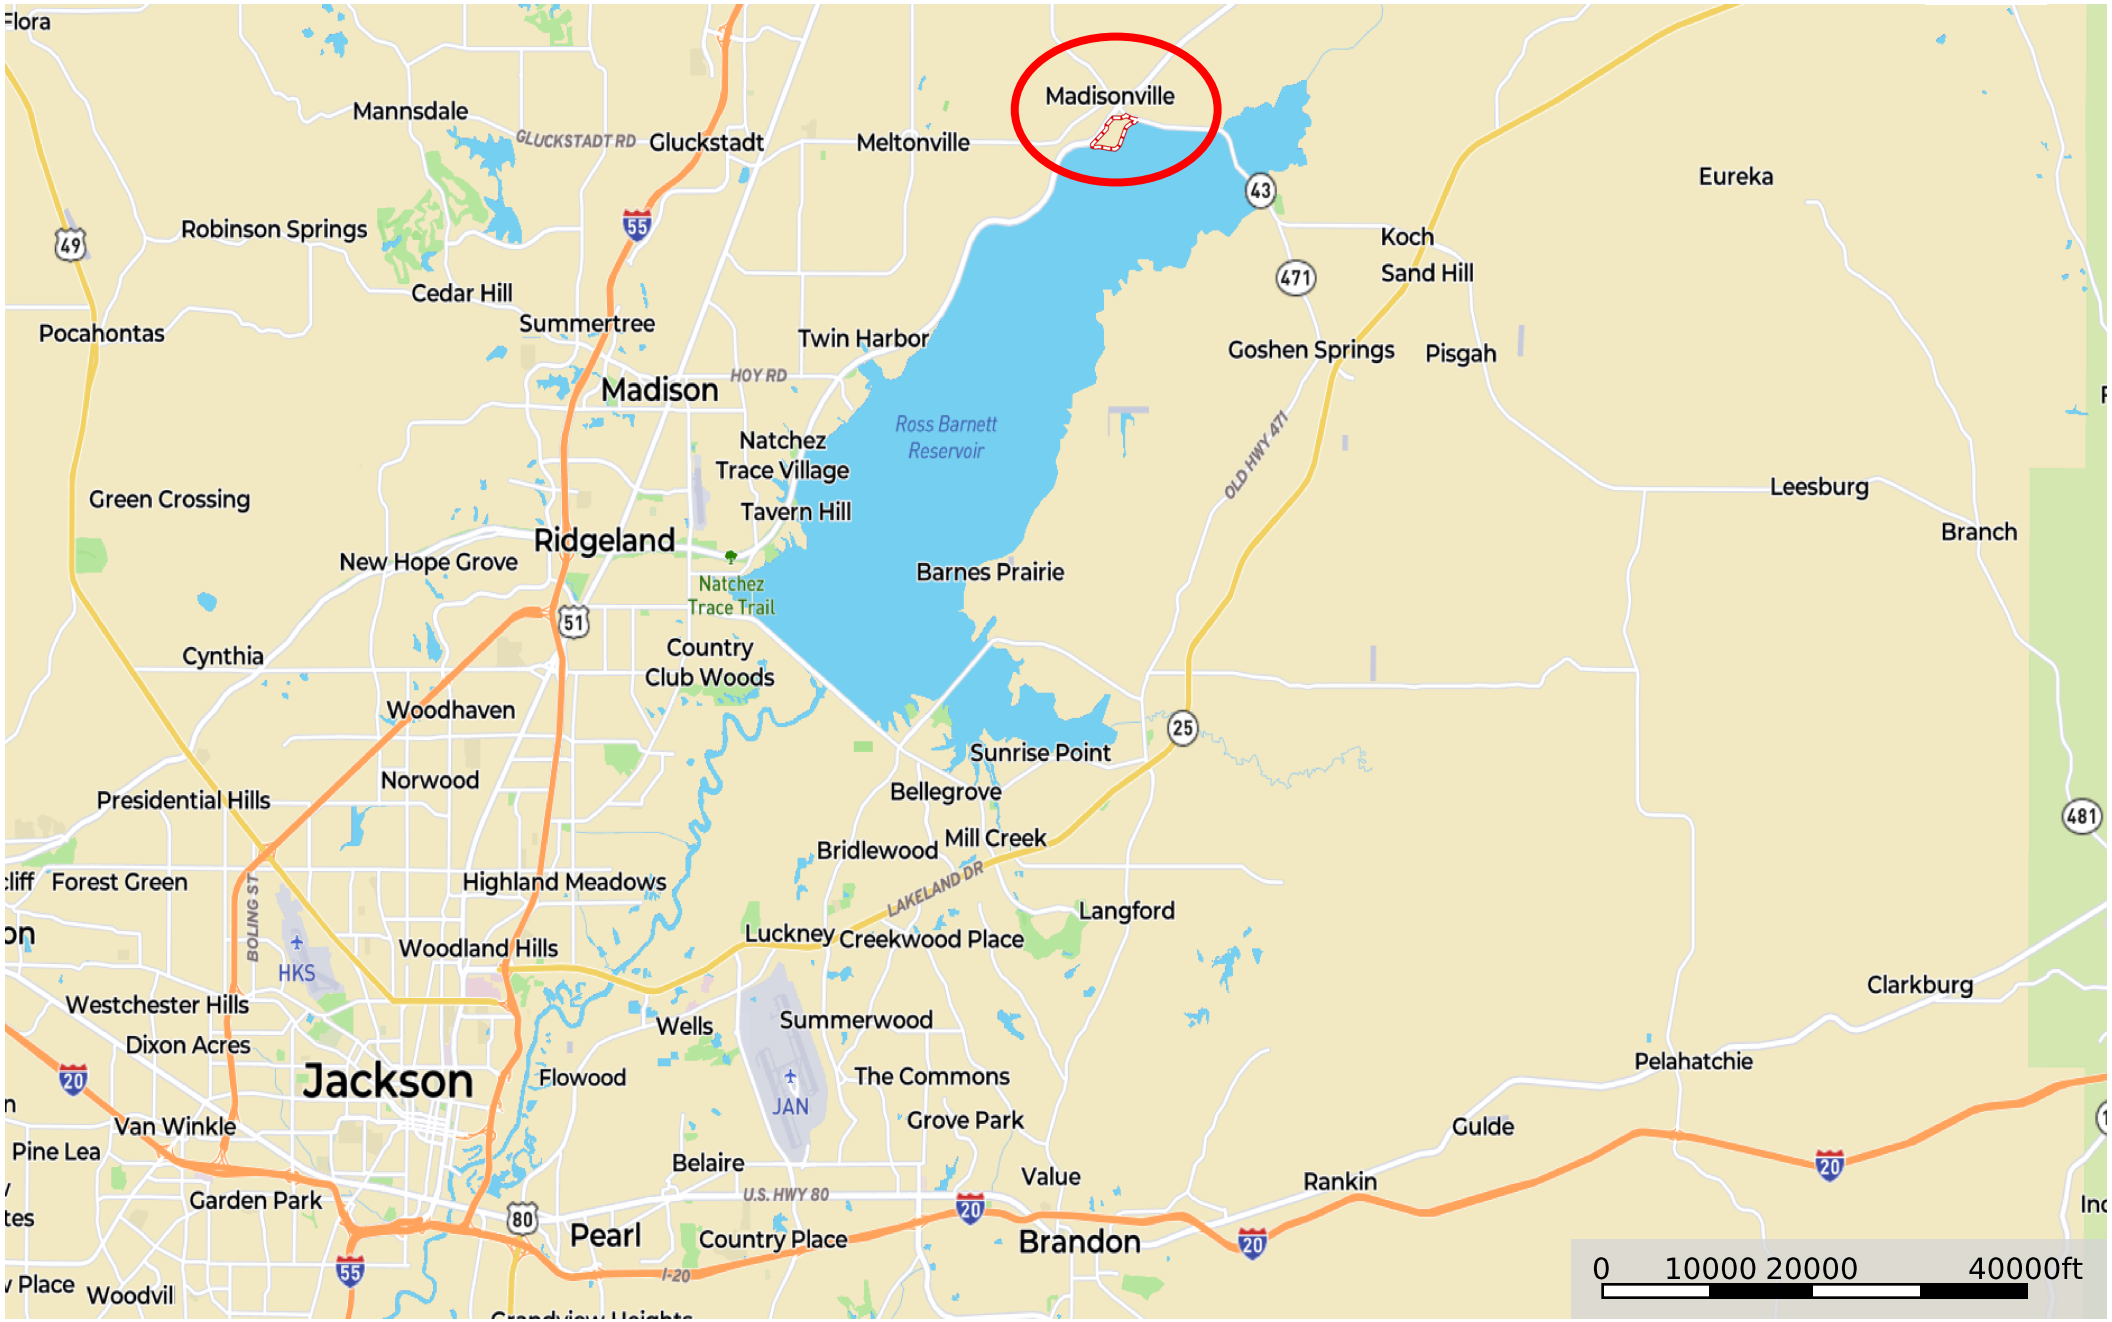 Flora
Madisonville
Mannsdale
GLUCKSTADT RD
Gluckstadt
Meltonville
Eureka
43
55
49
Robinson Springs
Koch
471
Sand Hill
Cedar Hill
Summertree
Pocahontas
Twin Harbor
Goshen Springs
Pisgah
HOY RD
Madison
Ross Barnett
Reservoir
Natchez
Trace Village
OLD HWY 471
Leesburg
Green Crossing
Tavern Hill
Branch
Ridgeland
New Hope Grove
Barnes Prairie
Natchez
Trace Trail
51
Country
Club Woods
Cynthia
Woodhaven
25
Sunrise Point
Norwood
Bellegrove
Presidential Hills
481
Mill Creek
Bridlewood
cliff
Forest Green
BOLING ST
Highland Meadows
LAKELAND DR
Langford
on
Luckney
Creekwood Place
Woodland Hills
HKS
Clarkburg
Westchester Hills
Wells
Summerwood
Dixon Acres
Pelahatchie
Jackson
20
Flowood
The Commons
JAN
n
Van Winkle
Grove Park
Gulde
Pine Lea
Belaire
20
Value
Rankin
Garden Park
U.S. HWY 80
20
tes
80
Pearl
Country Place
Brandon
20
55
I-20
Place
Woodvil
Grandview Heights
0 10000 20000 40000ft